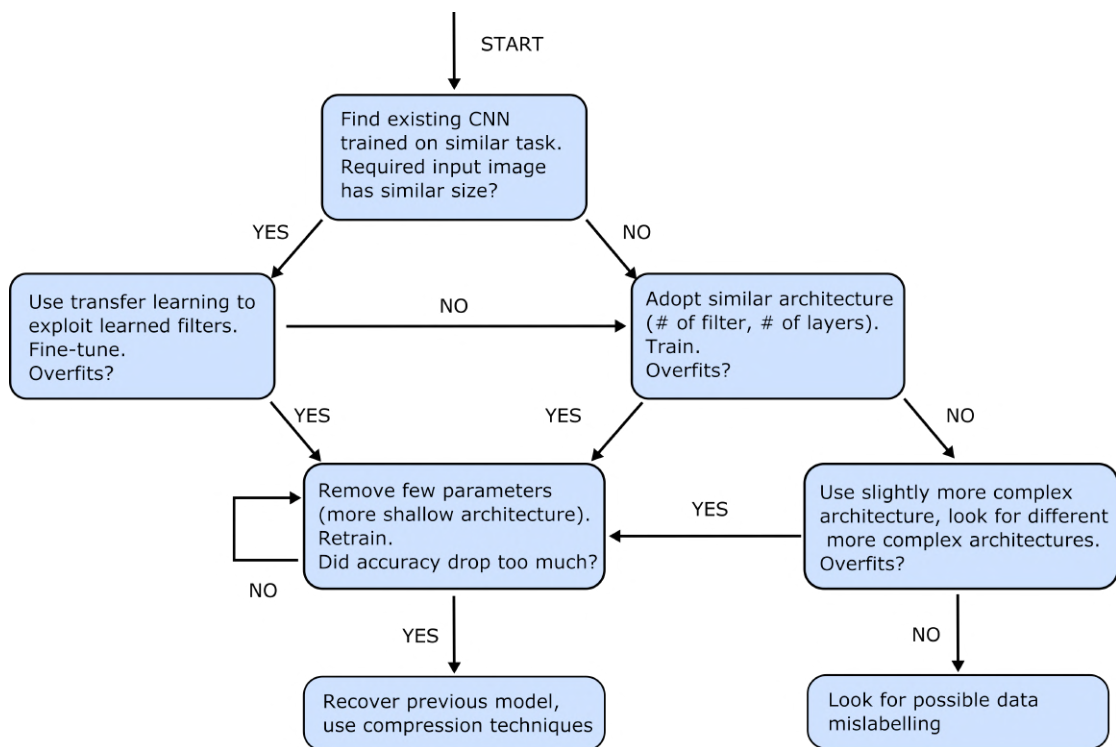 START
Find existing CNN
trained on similar task.
Required input image
has similar size?
YES
NO
Use transfer learning to
exploit learned filters.
Fine-tune.
Overfits?
NO
Adopt similar architecture
(# of filter, # of layers).
Train.
Overfits?
YES
YES
NO
Remove few parameters
(more shallow architecture).
Retrain.
Did accuracy drop too much?
NO
YES
Use slightly more complex
architecture, look for different
more complex architectures.
Overfits?
YES
NO
Recover previous model,
use compression techniques
Look for possible data
mislabelling